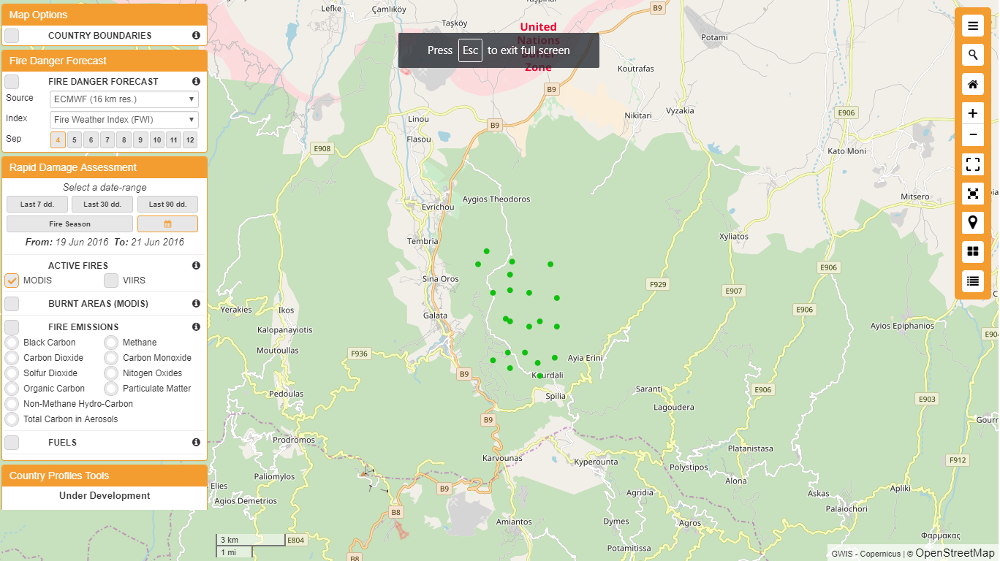 Map Options
COUNTRY BOUNDARIES
Fire Danger Forecast
FIRE DANGER FORECAST
Source
ECMWF (16 km res.)
Index
Fire Weather Index (FWI)
Sep
4 5 6 7 8 9 10 11 12
Rapid Damage Assessment
Select a date-range
Last 7 dd. Last 30 dd. Last 90 dd.
Fire Season
From: 19 Jun 2016 To: 21 Jun 2016
ACTIVE FIRES
MODIS VIIRS
BURNT AREAS (MODIS)
FIRE EMISSIONS
Black Carbon Methane
Carbon Dioxide Carbon Monoxide
Solfur Dioxide Nitogen Oxides
Organic Carbon Particulate Matter
Non-Methane Hydro-Carbon
Total Carbon in Aerosols
FUELS
Country Profiles Tools
Under Development
Press Esc to exit full screen
Lefke
Çamlıköy
B9
Taşköy
United
Nations
Zone
Potami
Koutrafas
B9
Linou
B9
Nikitari
Vyzakia
E906
Flasou
E908
Kato Moni
Aygios Theodoros
Mitsero
Evrichou
Tembria
Xyliatos
E906
Sina Oros
F929
E907
Yerakies
Ikos
Galata
E906
Ayios Epiphanios
Kalopanayiotis
E904
Moutoullas
F936
Ayia Erini
B9
Kourdali
Pedoulas
Spilia
Saranti
E906
Lagoudera
E903
B9
Gourr
Prodromos
Platanistasa
Karvounas
Kyperounta
Polystipos
F912
Paliomylos
Alona
Elies
B9
Agridia
Askas
Apliki
Agios Demetrios
B8
Palaiochori
Amiantos
Dymes
Agros
E804
Φαρμακας
Potamitissa
B8
3 km
1 mi
GWIS - Copernicus | © OpenStreetMap